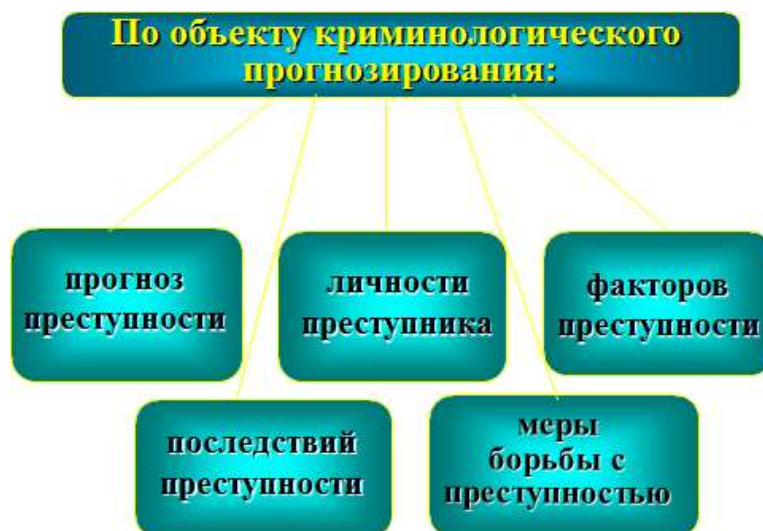 По объекту криминологического
прогнозирования:
прогноз
преступности
личности
преступника
факторов
преступности
последствий
преступности
меры
борьбы с
преступностью